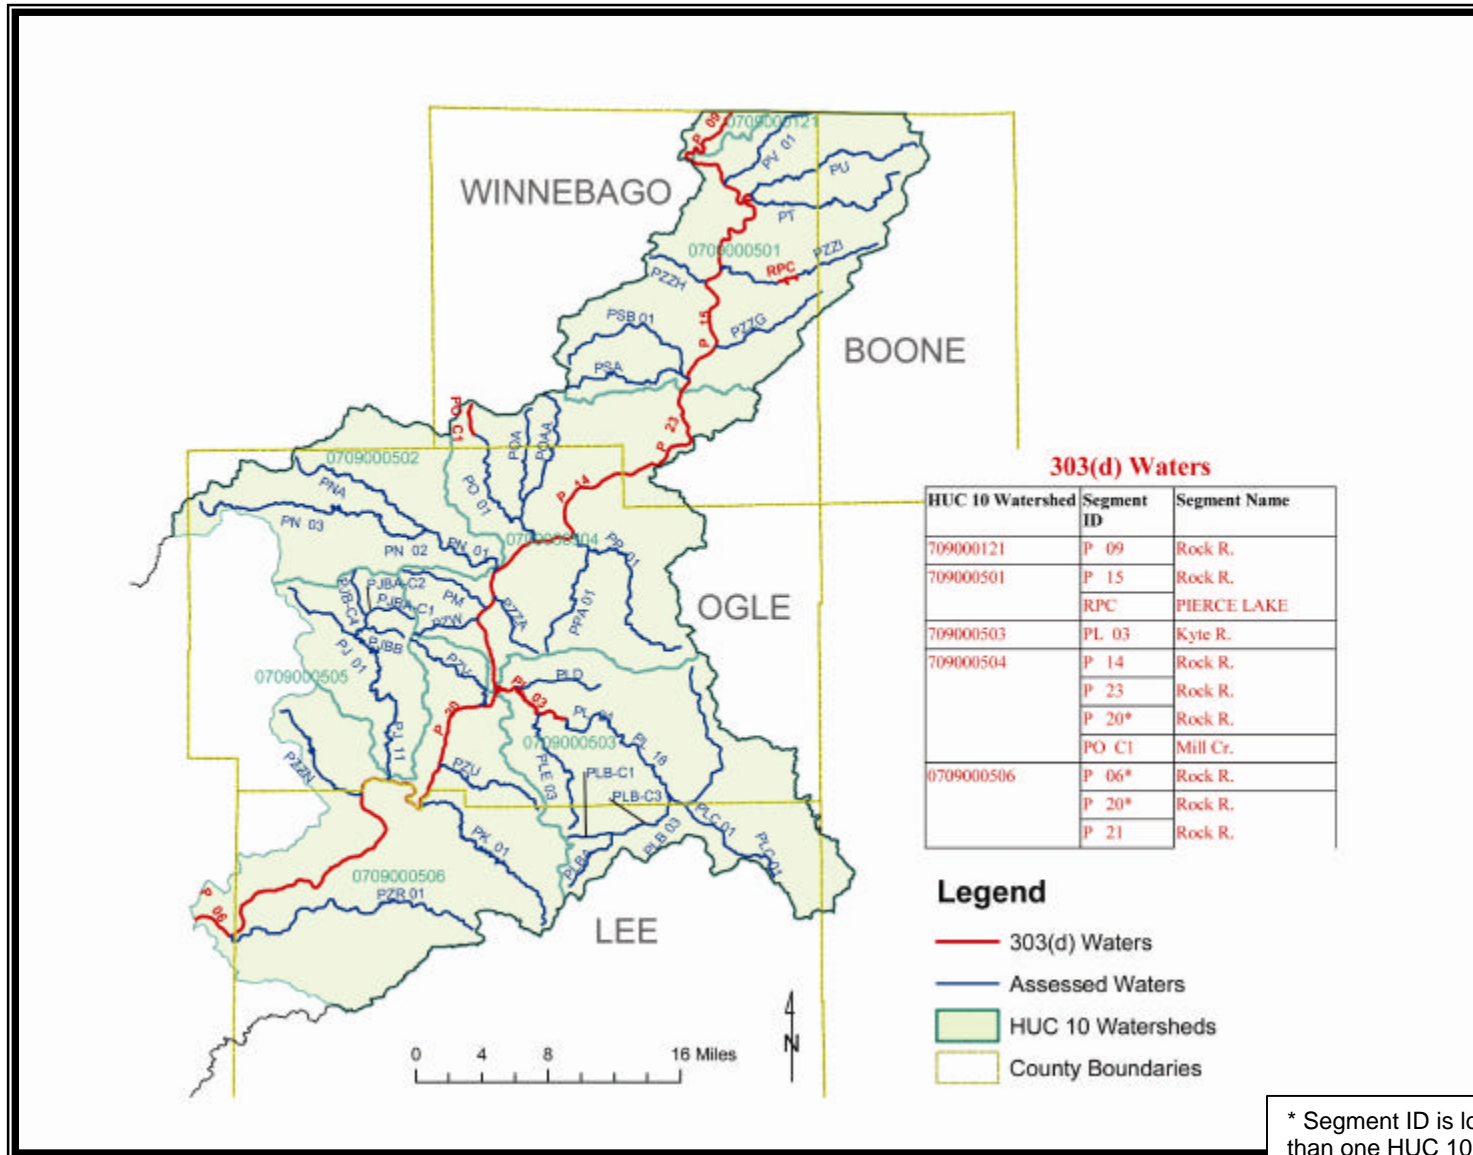 P 09
0709000121
PV 01
WINNEBAGO
PU
PT
0709000501
PZZI
RPC
PZZH
P 15
PSB 01
PZZG
BOONE
PSA
PO C1
P 23
POA
POAA
0709000502
PNA
PO 01
P 14
PN 03
PN 02
PN 01
0709000504
PP 01
PJBA-C2
PJB-C4
PJBA-C1
PM
PZW
PZZA
PPA 01
OGLE
PJBB
PJ 01
PZV
0709000505
PLD
PL 03
P 20
PL 01
0709000503
PL 16
PJ 11
PZZN
PZU
PLE 03
PLB-C1
PLB-C3
PLC-01
PLB 03
PLBA
PLC-01
PK 01
0709000506
PZR 01
P 06
LEE
303(d) Waters
HUC 10 Watershed Segment ID Segment Name
709000121 P 09 Rock R.
709000501 P 15 Rock R.
RPC PIERCE LAKE
709000503 PL 03 Kyte R.
709000504 P 14 Rock R.
P 23 Rock R.
P 20* Rock R.
PO C1 Mill Cr.
0709000506 P 06* Rock R.
P 20* Rock R.
P 21 Rock R.
Legend
303(d) Waters
Assessed Waters
HUC 10 Watersheds
County Boundaries
0 4 8 16 Miles
N
* Segment ID is lo
than one HUC 10